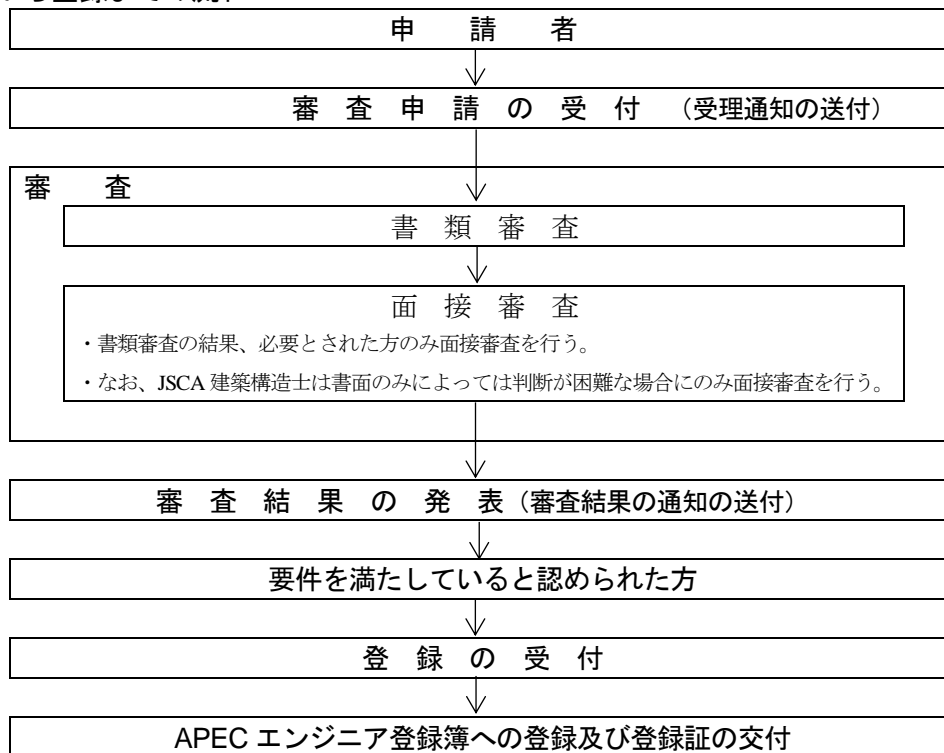 申請者
審査申請の受付 （受理通知の送付）
審査
書類審査
面接審査
・書類審査の結果、必要とされた方のみ面接審査を行う。
・なお、JSCA 建築構造士は書面のみによっては判断が困難な場合にのみ面接審査を行う。
審査結果の発表（審査結果の通知の送付）
要件を満たしていると認められた方
登録の受付
APEC エンジニア登録簿への登録及び登録証の交付